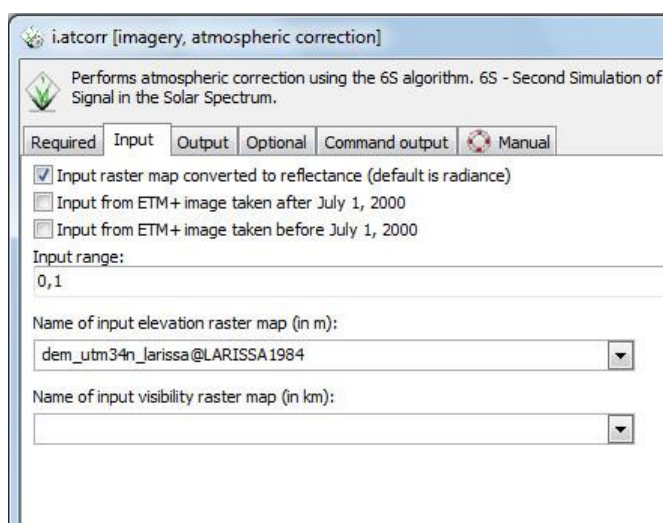 i.atcorr [imagery, atmospheric correction]
Performs atmospheric correction using the 6S algorithm. 6S - Second Simulation of
Signal in the Solar Spectrum.
Required Input Output Optional Command output Manual
Input raster map converted to reflectance (default is radiance)
Input from ETM+ image taken after July 1, 2000
Input from ETM+ image taken before July 1, 2000
Input range:
0,1
Name of input elevation raster map (in m):
dem_utm34n_larissa@LARISSA1984
Name of input visibility raster map (in km):